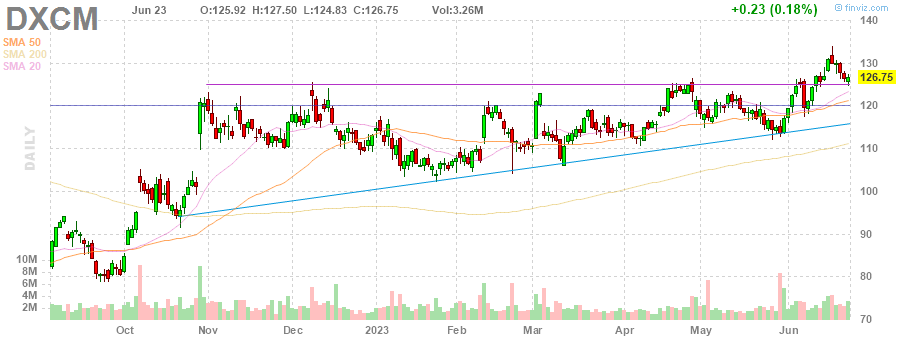 DXCM
Jun 23 O:125.92 H:127.50 L:124.83 C:126.75 Vol:3.26M +0.23 (0.18%)
© finviz.com
SMA 50
SMA 200
SMA 20
DAILY
140
130
126.75
120
110
100
90
80
70
10M
8M
6M
4M
2M
Oct Nov Dec 2023 Feb Mar Apr May Jun